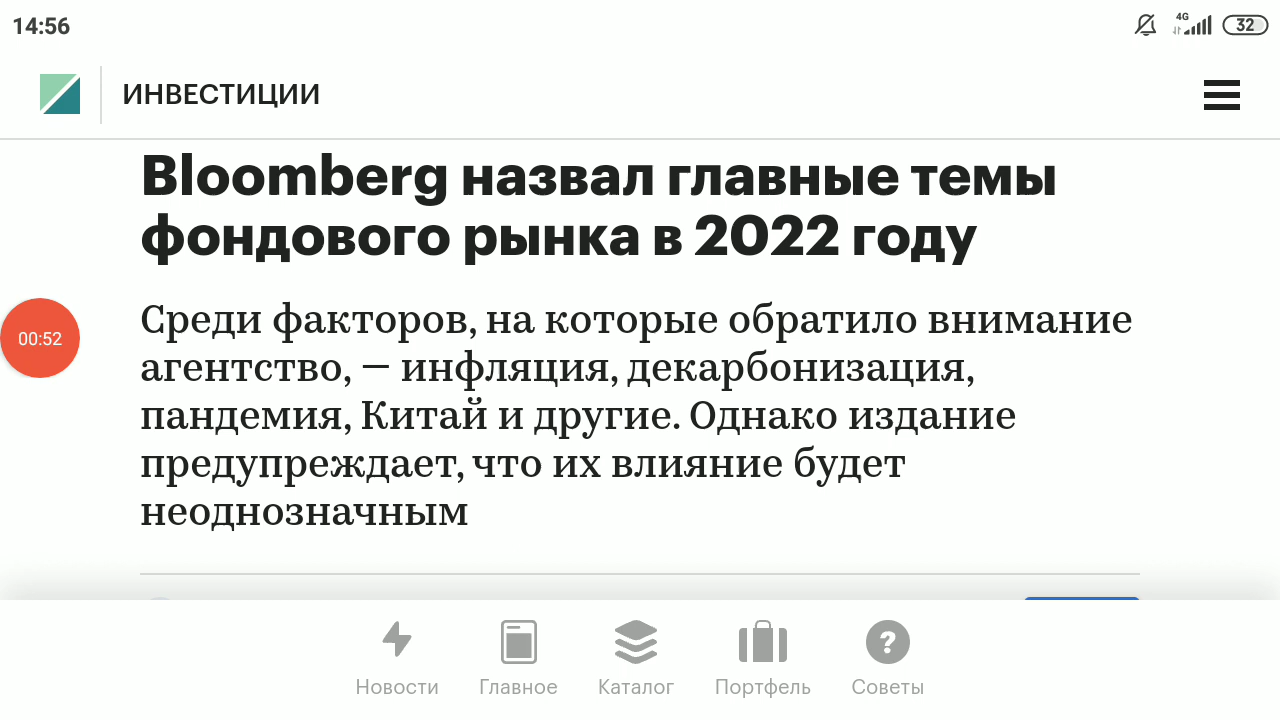 14:56
4G
32
ИНВЕСТИЦИИ
Bloomberg назвал главные темы
фондового рынка в 2022 году
00:52
Среди факторов, на которые обратило внимание
агентство, — инфляция, декарбонизация,
пандемия, Китай и другие. Однако издание
предупреждает, что их влияние будет
неоднозначным
Новости Главное Каталог Портфель Советы